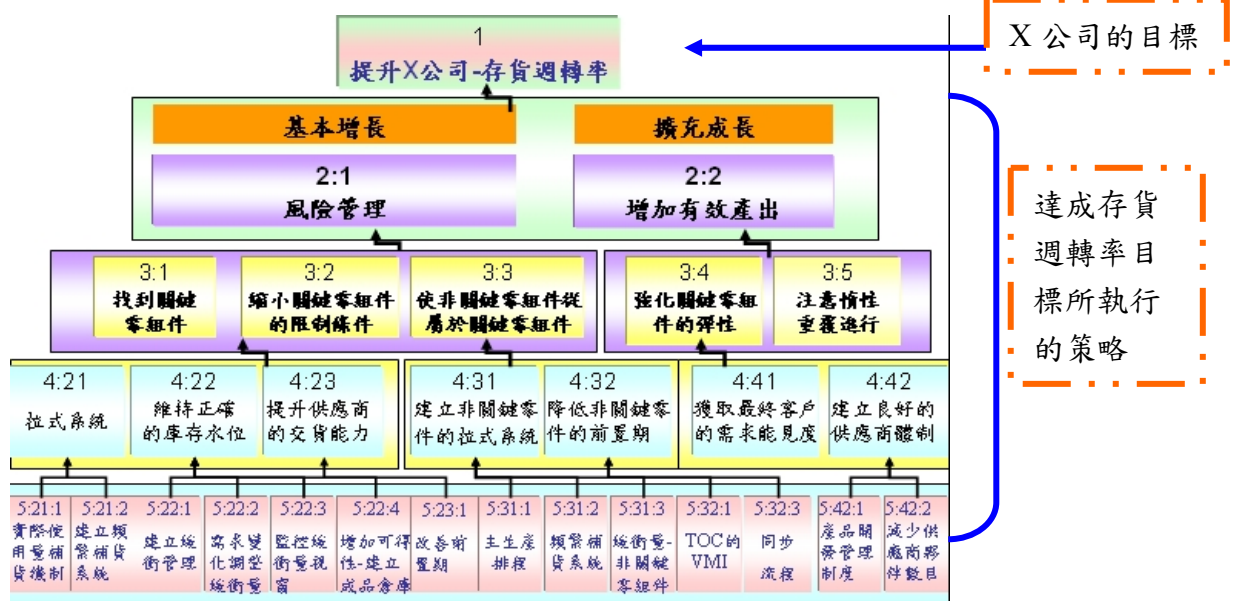 1
提升X公司-存貨週轉率
X 公司的目標
基本增長
擴充成長
2:1
風險管理
2:2
增加有效產出
達成存貨
週轉率目
標所執行
的策略
3:1
找到關鍵
零組件
3:2
縮小關鍵零組件
的限制條件
3:3
使非關鍵零組件從
屬於關鍵零組件
3:4
強化關鍵零組
件的彈性
3:5
注意惰性
重覆進行
4:21
拉式系統
4:22
維持正確
的庫存水位
4:23
提升供應商
的交貨能力
4:31
建立非關鍵零
件的拉式系統
4:32
降低非關鍵零
件的前置期
4:41
獲取最終客戶
的需求能見度
4:42
建立良好的
供應商體制
5:21:1
實際使
用量補
貨機制
5:21:2
建立頻
繁補貨
系統
5:22:1
建立緩
衝管理
5:22:2
需求變
化調整
緩衝量
5:22:3
監控緩
衝量視
窗
5:22:4
增加可得
性-建立
成品倉庫
5:23:1
改善前
置期
5:31:1
主生產
排程
5:31:2
頻繁補
貨系統
5:31:3
緩衝量-
非關鍵
零組件
5:32:1
TOC的
VMI
5:32:3
同步
流程
5:42:1
產品開
發管理
制度
5:42:2
減少供
應商夥
伴數目